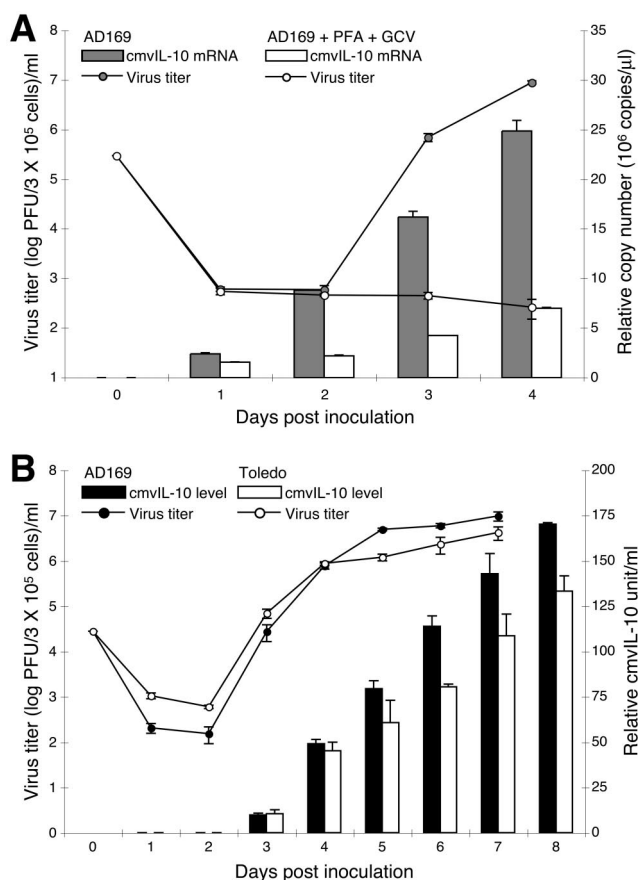 A
AD169
AD169 + PFA + GCV
cmvIL-10 mRNA
cmvIL-10 mRNA
Virus titer
Virus titer
Virus titer (log PFU/3 X 10⁵ cells)/ml
8
7
6
5
4
3
2
1
Relative copy number (10⁶ copies/µl)
35
30
25
20
15
10
5
0
0 1 2 3 4
Days post inoculation
B
AD169
Toledo
cmvIL-10 level
cmvIL-10 level
Virus titer
Virus titer
Virus titer (log PFU/3 X 10⁵ cells)/ml
8
7
6
5
4
3
2
1
0
Relative cmvIL-10 unit/ml
200
175
150
125
100
75
50
25
0
0 1 2 3 4 5 6 7 8
Days post inoculation